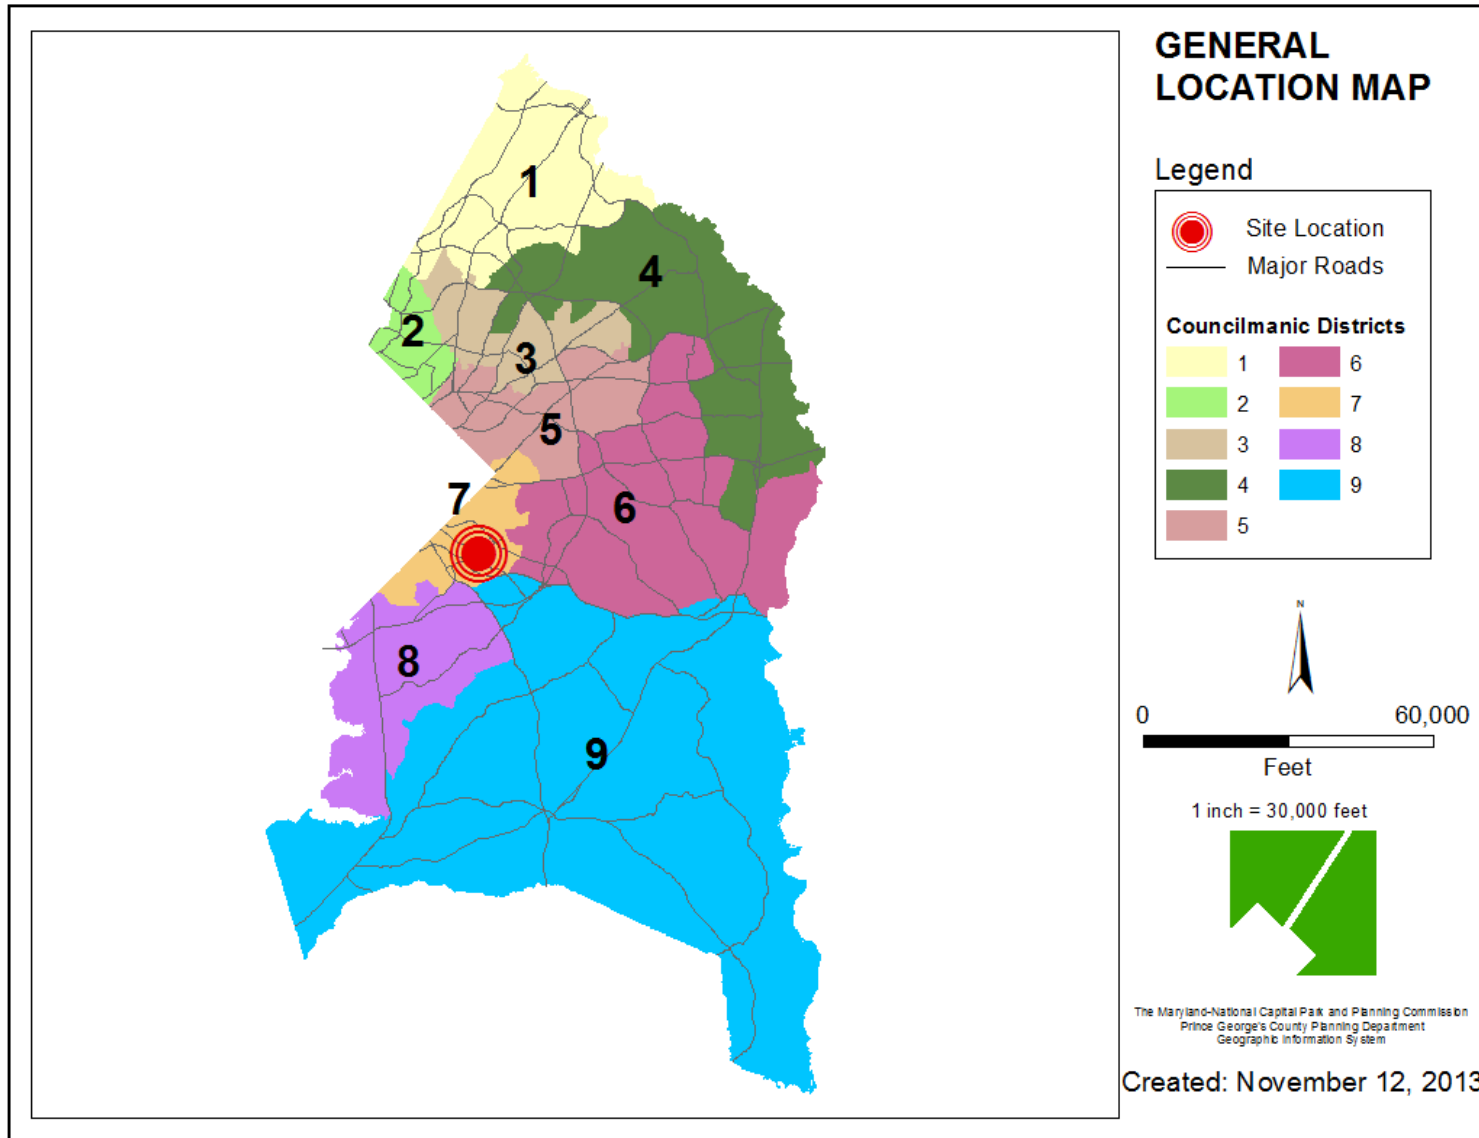 GENERAL
LOCATION MAP
Legend
Site Location
Major Roads
Councilmanic Districts
1 6
2 7
3 8
4 9
5
1
4
2
3
5
7
6
8
9
N
0 60,000
Feet
1 inch = 30,000 feet
The Maryland-National Capital Park and Planning Commission
Prince George's County Planning Department
Geographic Information System
Created: November 12, 2013